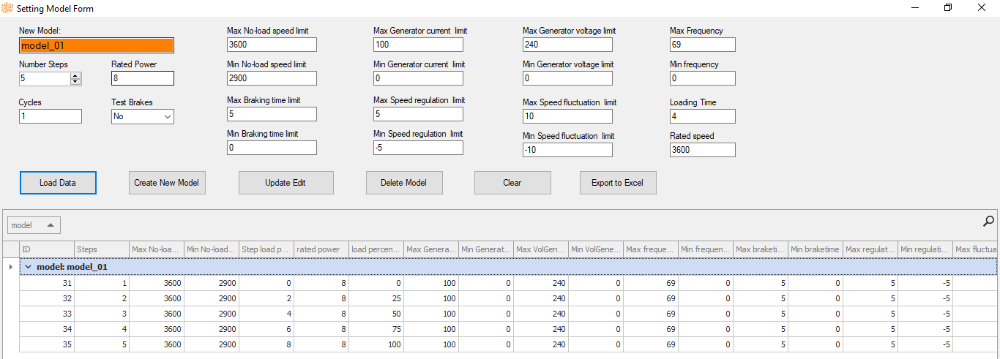 Setting Model Form
New Model: Max No-load speed limit Max Generator current limit Max Generator voltage limit Max Frequency
model_01 3600 100 240 69
Number Steps Rated Power Min No-load speed limit Min Generator current limit Min Generator voltage limit Min frequency
5 8 2900 0 0 0
Cycles Test Brakes Max Braking time limit Max Speed regulation limit Max Speed fluctuation limit Loading Time
1 No 5 5 10 4
Min Braking time limit Min Speed regulation limit Min Speed fluctuation limit Rated speed
0 -5 -10 3600
Load Data Create New Model Update Edit Delete Model Clear Export to Excel
model
ID Steps Max No-loa... Min No-load... Step load p... rated power load percen... Max Genera... Min Generat... Max VolGen... Min VolGene... Max freque... Min frequen... Max braketi... Min braketime Max regulat... Min regulati... Max fluctua
model: model_01
31 1 3600 2900 0 8 0 100 0 240 0 69 0 5 0 5 -5
32 2 3600 2900 2 8 25 100 0 240 0 69 0 5 0 5 -5
33 3 3600 2900 4 8 50 100 0 240 0 69 0 5 0 5 -5
34 4 3600 2900 6 8 75 100 0 240 0 69 0 5 0 5 -5
35 5 3600 2900 8 8 100 100 0 240 0 69 0 5 0 5 -5